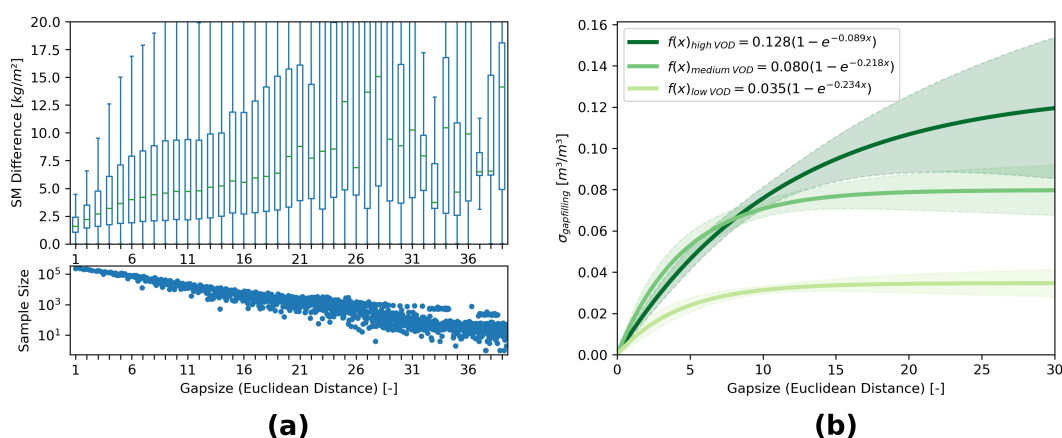 20.0
17.5
15.0
12.5
10.0
7.5
5.0
2.5
0.0
SM Difference [kg/m²]
1 6 11 16 21 26 31 36
10⁵
10³
10¹
Sample Size
1 6 11 16 21 26 31 36
Gapsize (Euclidean Distance) [-]
(a)
0.16
0.14
0.12
0.10
0.08
0.06
0.04
0.02
0.00
σgapfilling [m³/m³]
f(x)high VOD = 0.128(1 − e^−0.089x)
f(x)medium VOD = 0.080(1 − e^−0.218x)
f(x)low VOD = 0.035(1 − e^−0.234x)
0 5 10 15 20 25 30
Gapsize (Euclidean Distance) [-]
(b)